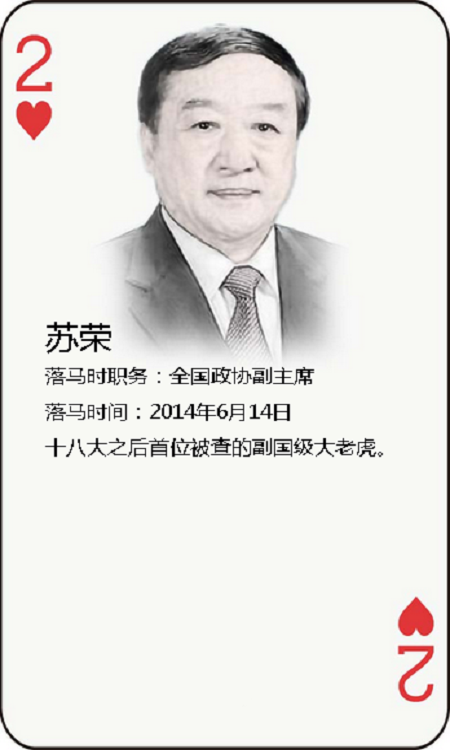 2
苏荣
落马时职务：全国政协副主席
落马时间：2014年6月14日
十八大之后首位被查的副国级大老虎。
2